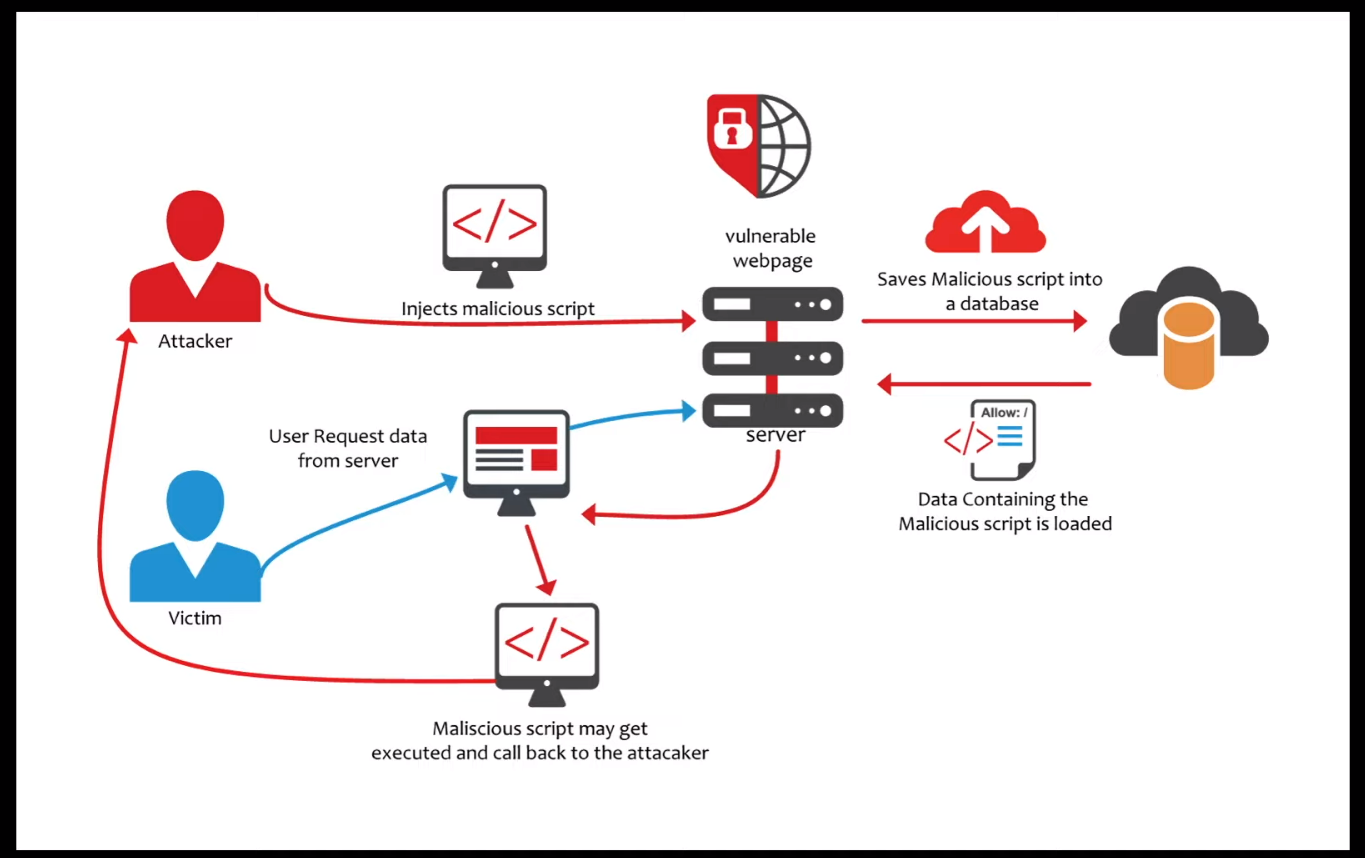 vulnerable
webpage
Saves Malicious script into
a database
Injects malicious script
Attacker
Allow: /
User Request data
from server
server
Data Containing the
Malicious script is loaded
Victim
Maliscious script may get
executed and call back to the attacaker